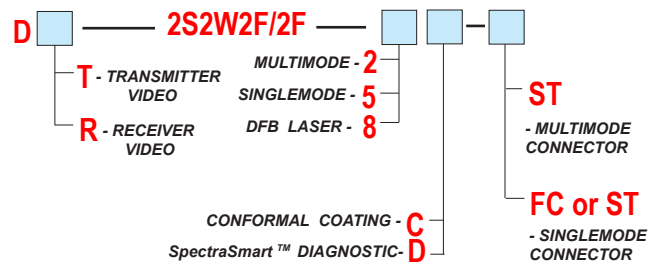 D 2S2W2F/2F
T - TRANSMITTER
VIDEO
R - RECEIVER
VIDEO
MULTIMODE - 2
SINGLEMODE - 5
DFB LASER - 8
CONFORMAL COATING - C
SpectraSmart ™ DIAGNOSTIC- D
ST
- MULTIMODE
CONNECTOR
FC or ST
- SINGLEMODE
CONNECTOR